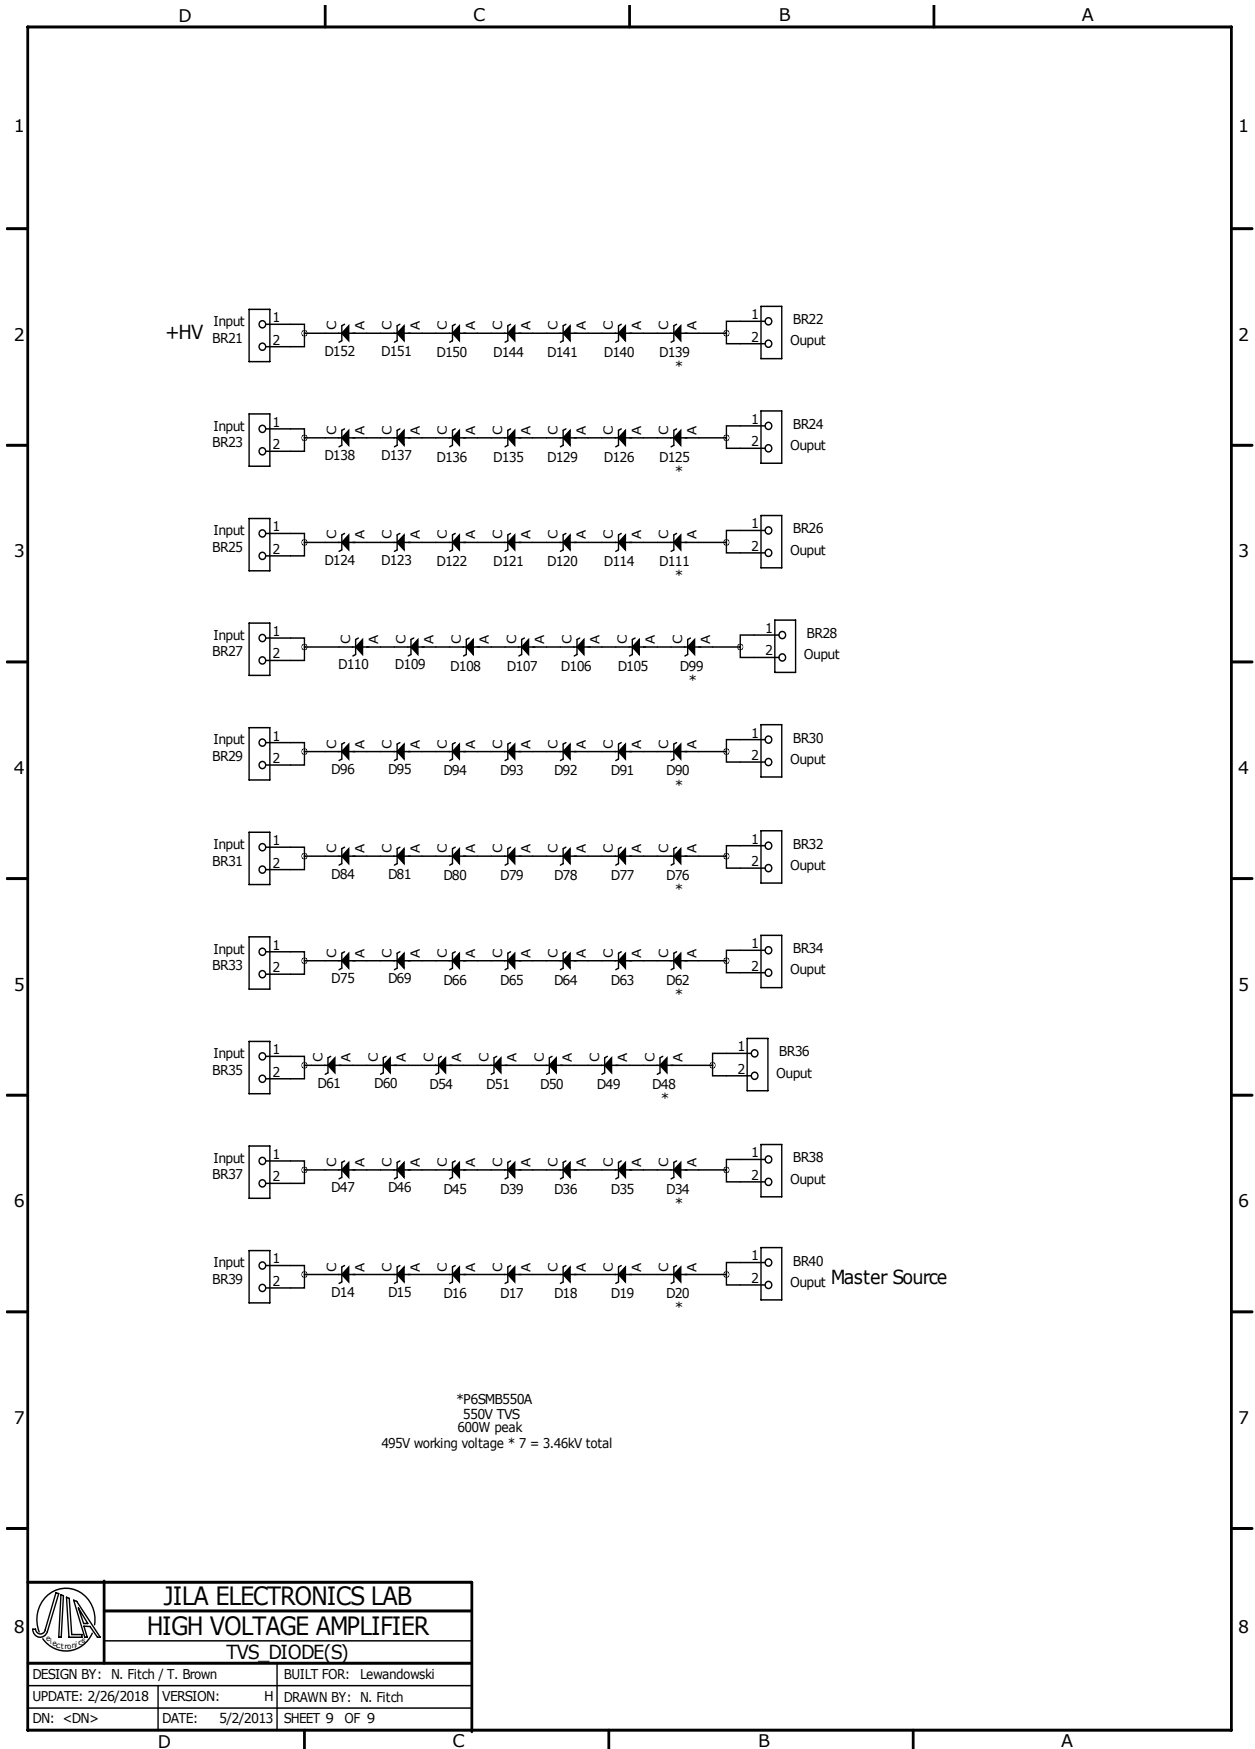 D C B A
1 1
Input 1 C A C A C A C A C A C A C A 1 BR22
2 +HV BR21 2 D152 D151 D150 D144 D141 D140 D139 2 Ouput 2
*
Input 1 C A C A C A C A C A C A C A 1 BR24
BR23 2 D138 D137 D136 D135 D129 D126 D125 2 Ouput
*
Input 1 C A C A C A C A C A C A C A 1 BR26
3 BR25 2 D124 D123 D122 D121 D120 D114 D111 2 Ouput 3
*
Input 1 C A C A C A C A C A C A C A 1 BR28
BR27 2 D110 D109 D108 D107 D106 D105 D99 2 Ouput
*
Input 1 C A C A C A C A C A C A C A 1 BR30
4 BR29 2 D96 D95 D94 D93 D92 D91 D90 2 Ouput 4
*
Input 1 C A C A C A C A C A C A C A 1 BR32
BR31 2 D84 D81 D80 D79 D78 D77 D76 2 Ouput
*
Input 1 C A C A C A C A C A C A C A 1 BR34
5 BR33 2 D75 D69 D66 D65 D64 D63 D62 2 Ouput 5
*
Input 1 C A C A C A C A C A C A C A 1 BR36
BR35 2 D61 D60 D54 D51 D50 D49 D48 2 Ouput
*
Input 1 C A C A C A C A C A C A C A 1 BR38
6 BR37 2 D47 D46 D45 D39 D36 D35 D34 2 Ouput 6
*
Input 1 C A C A C A C A C A C A C A 1 BR40
BR39 2 D14 D15 D16 D17 D18 D19 D20 2 Ouput Master Source
*
*P6SMB550A
7 550V TVS 7
600W peak
495V working voltage * 7 = 3.46kV total
JILA ELECTRONICS LAB
8 JILA HIGH VOLTAGE AMPLIFIER 8
electronics TVS_DIODE(S)
DESIGN BY: N. Fitch / T. Brown BUILT FOR: Lewandowski
UPDATE: 2/26/2018 VERSION: H DRAWN BY: N. Fitch
DN: <DN> DATE: 5/2/2013 SHEET 9 OF 9
D C B A